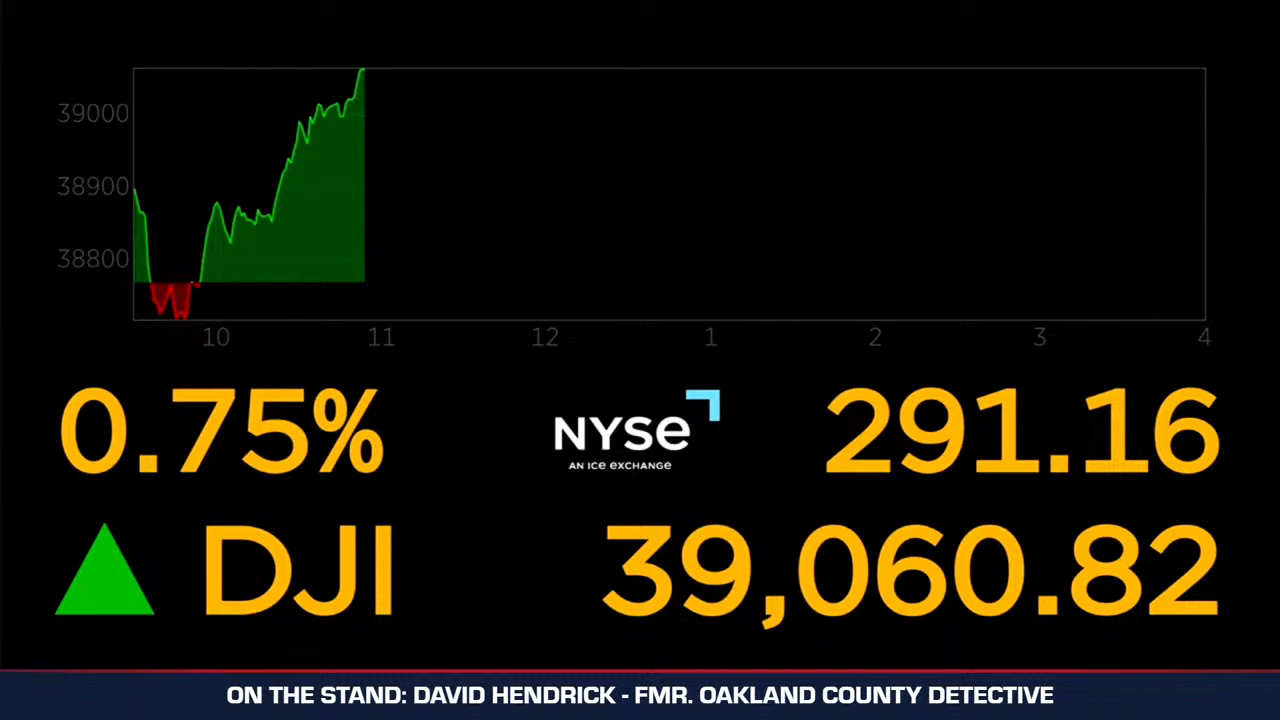 39000
38900
38800
10 11 12 1 2 3 4
0.75% NYSE 291.16
AN ICE EXCHANGE
DJI 39,060.82
ON THE STAND: DAVID HENDRICK - FMR. OAKLAND COUNTY DETECTIVE